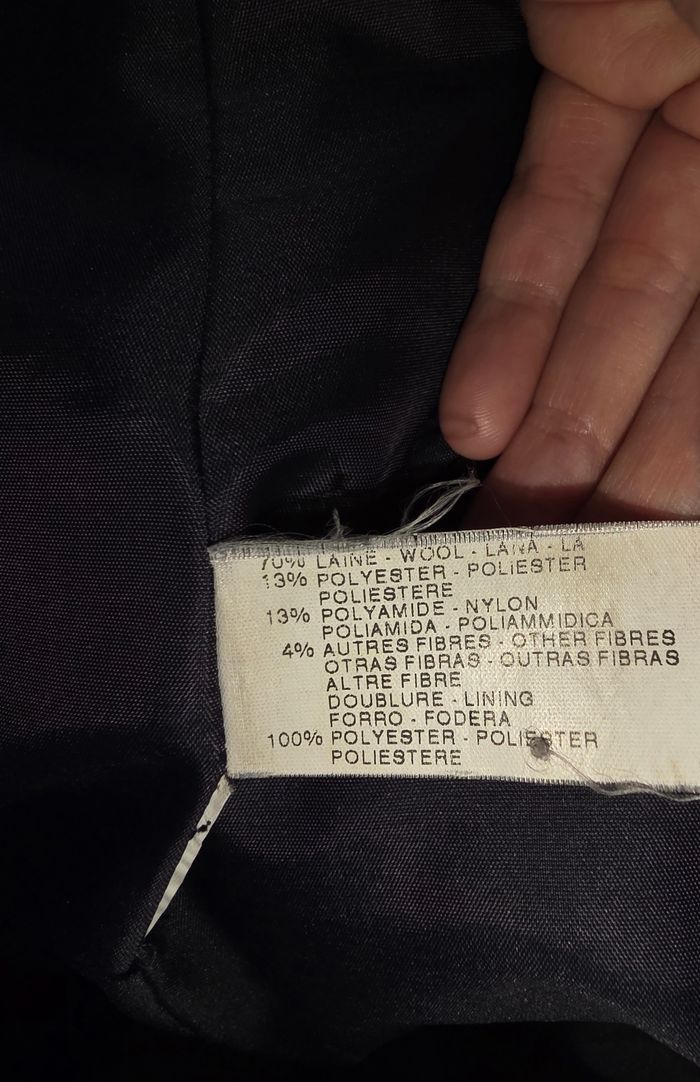 70% LAINE - WOOL - LANA - LA
13% POLYESTER - POLIESTER
POLIESTERE
13% POLYAMIDE - NYLON
POLIAMIDA - POLIAMMIDICA
4% AUTRES FIBRES - OTHER FIBRES
OTRAS FIBRAS - OUTRAS FIBRAS
ALTRE FIBRE
DOUBLURE - LINING
FORRO - FODERA
100% POLYESTER - POLIESTER
POLIESTERE